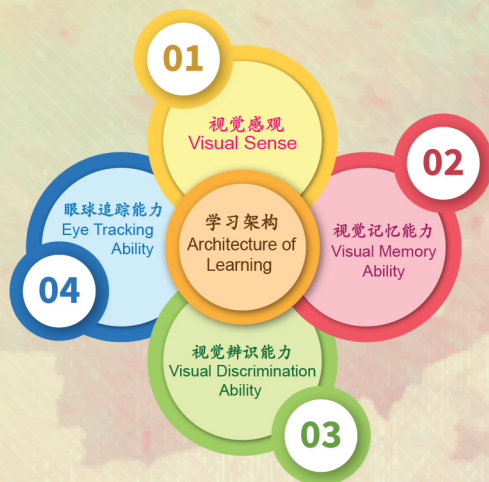 01
视觉感观
Visual Sense
02
视觉记忆能力
Visual Memory
Ability
眼球追踪能力
Eye Tracking
Ability
04
学习架构
Architecture of
Learning
视觉辨识能力
Visual Discrimination
Ability
03